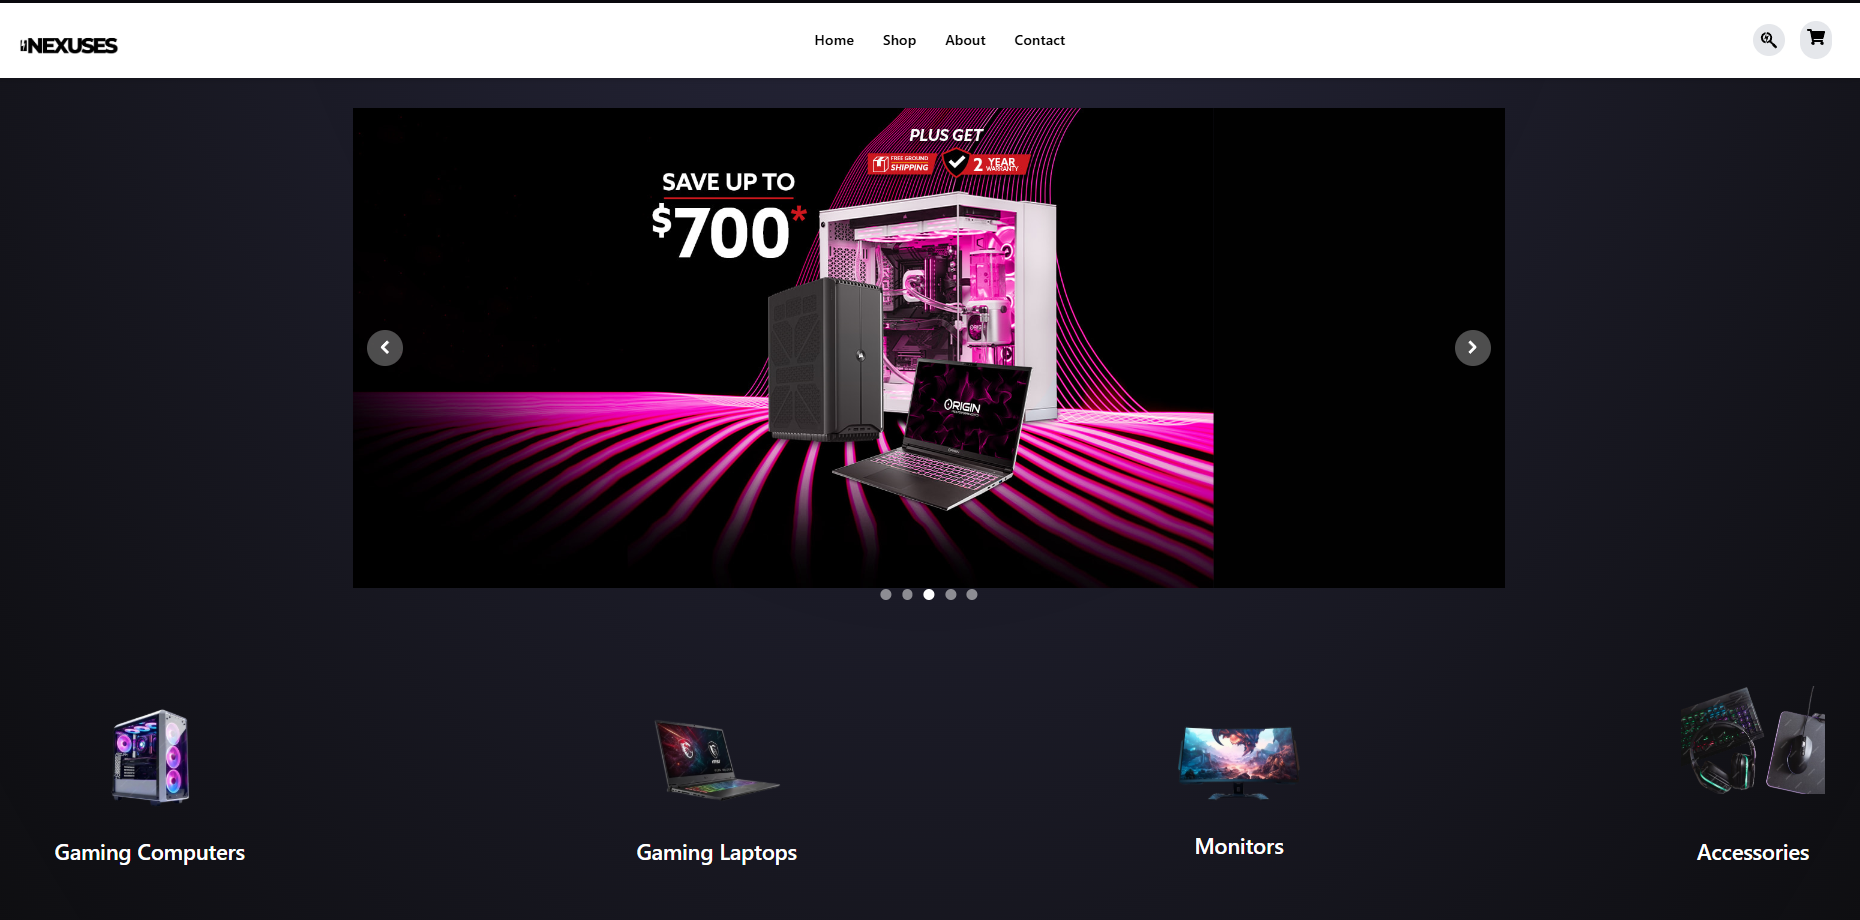 NEXUSES
Home Shop About Contact
PLUS GET
FREE GROUND
SHIPPING
2 YEAR
WARRANTY
SAVE UP TO
$700*
ORIGIN
Gaming Computers
Gaming Laptops
Monitors
Accessories